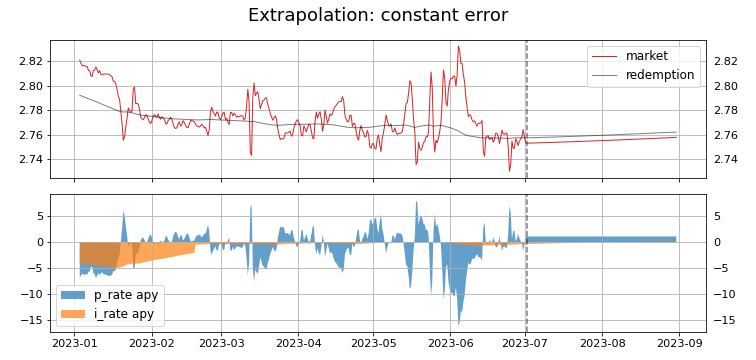 Extrapolation: constant error
2.82 2.82
2.80 2.80
2.78 2.78
2.76 2.76
2.74 2.74
market
redemption
5 5
0 0
−5 −5
−10 −10
−15 −15
p_rate apy
i_rate apy
2023-01 2023-02 2023-03 2023-04 2023-05 2023-06 2023-07 2023-08 2023-09